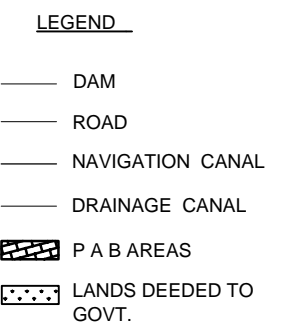 LEGEND
DAM
ROAD
NAVIGATION CANAL
DRAINAGE CANAL
P A B AREAS
LANDS DEEDED TO
GOVT.